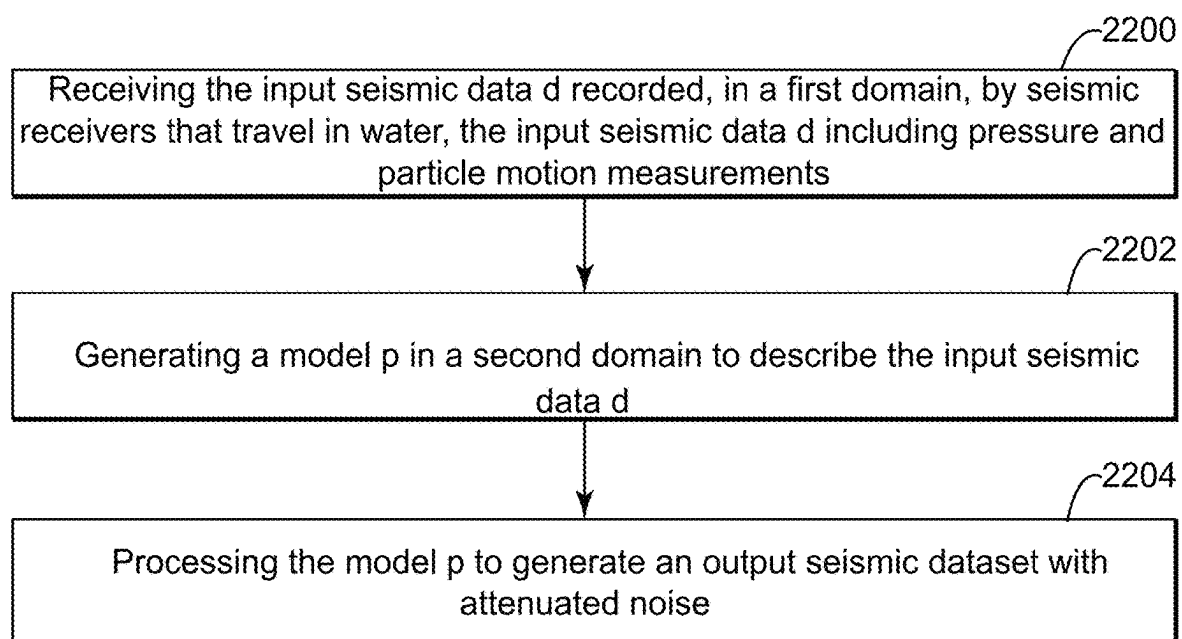 2200
Receiving the input seismic data d recorded, in a first domain, by seismic
receivers that travel in water, the input seismic data d including pressure and
particle motion measurements
2202
Generating a model p in a second domain to describe the input seismic
data d
2204
Processing the model p to generate an output seismic dataset with
attenuated noise